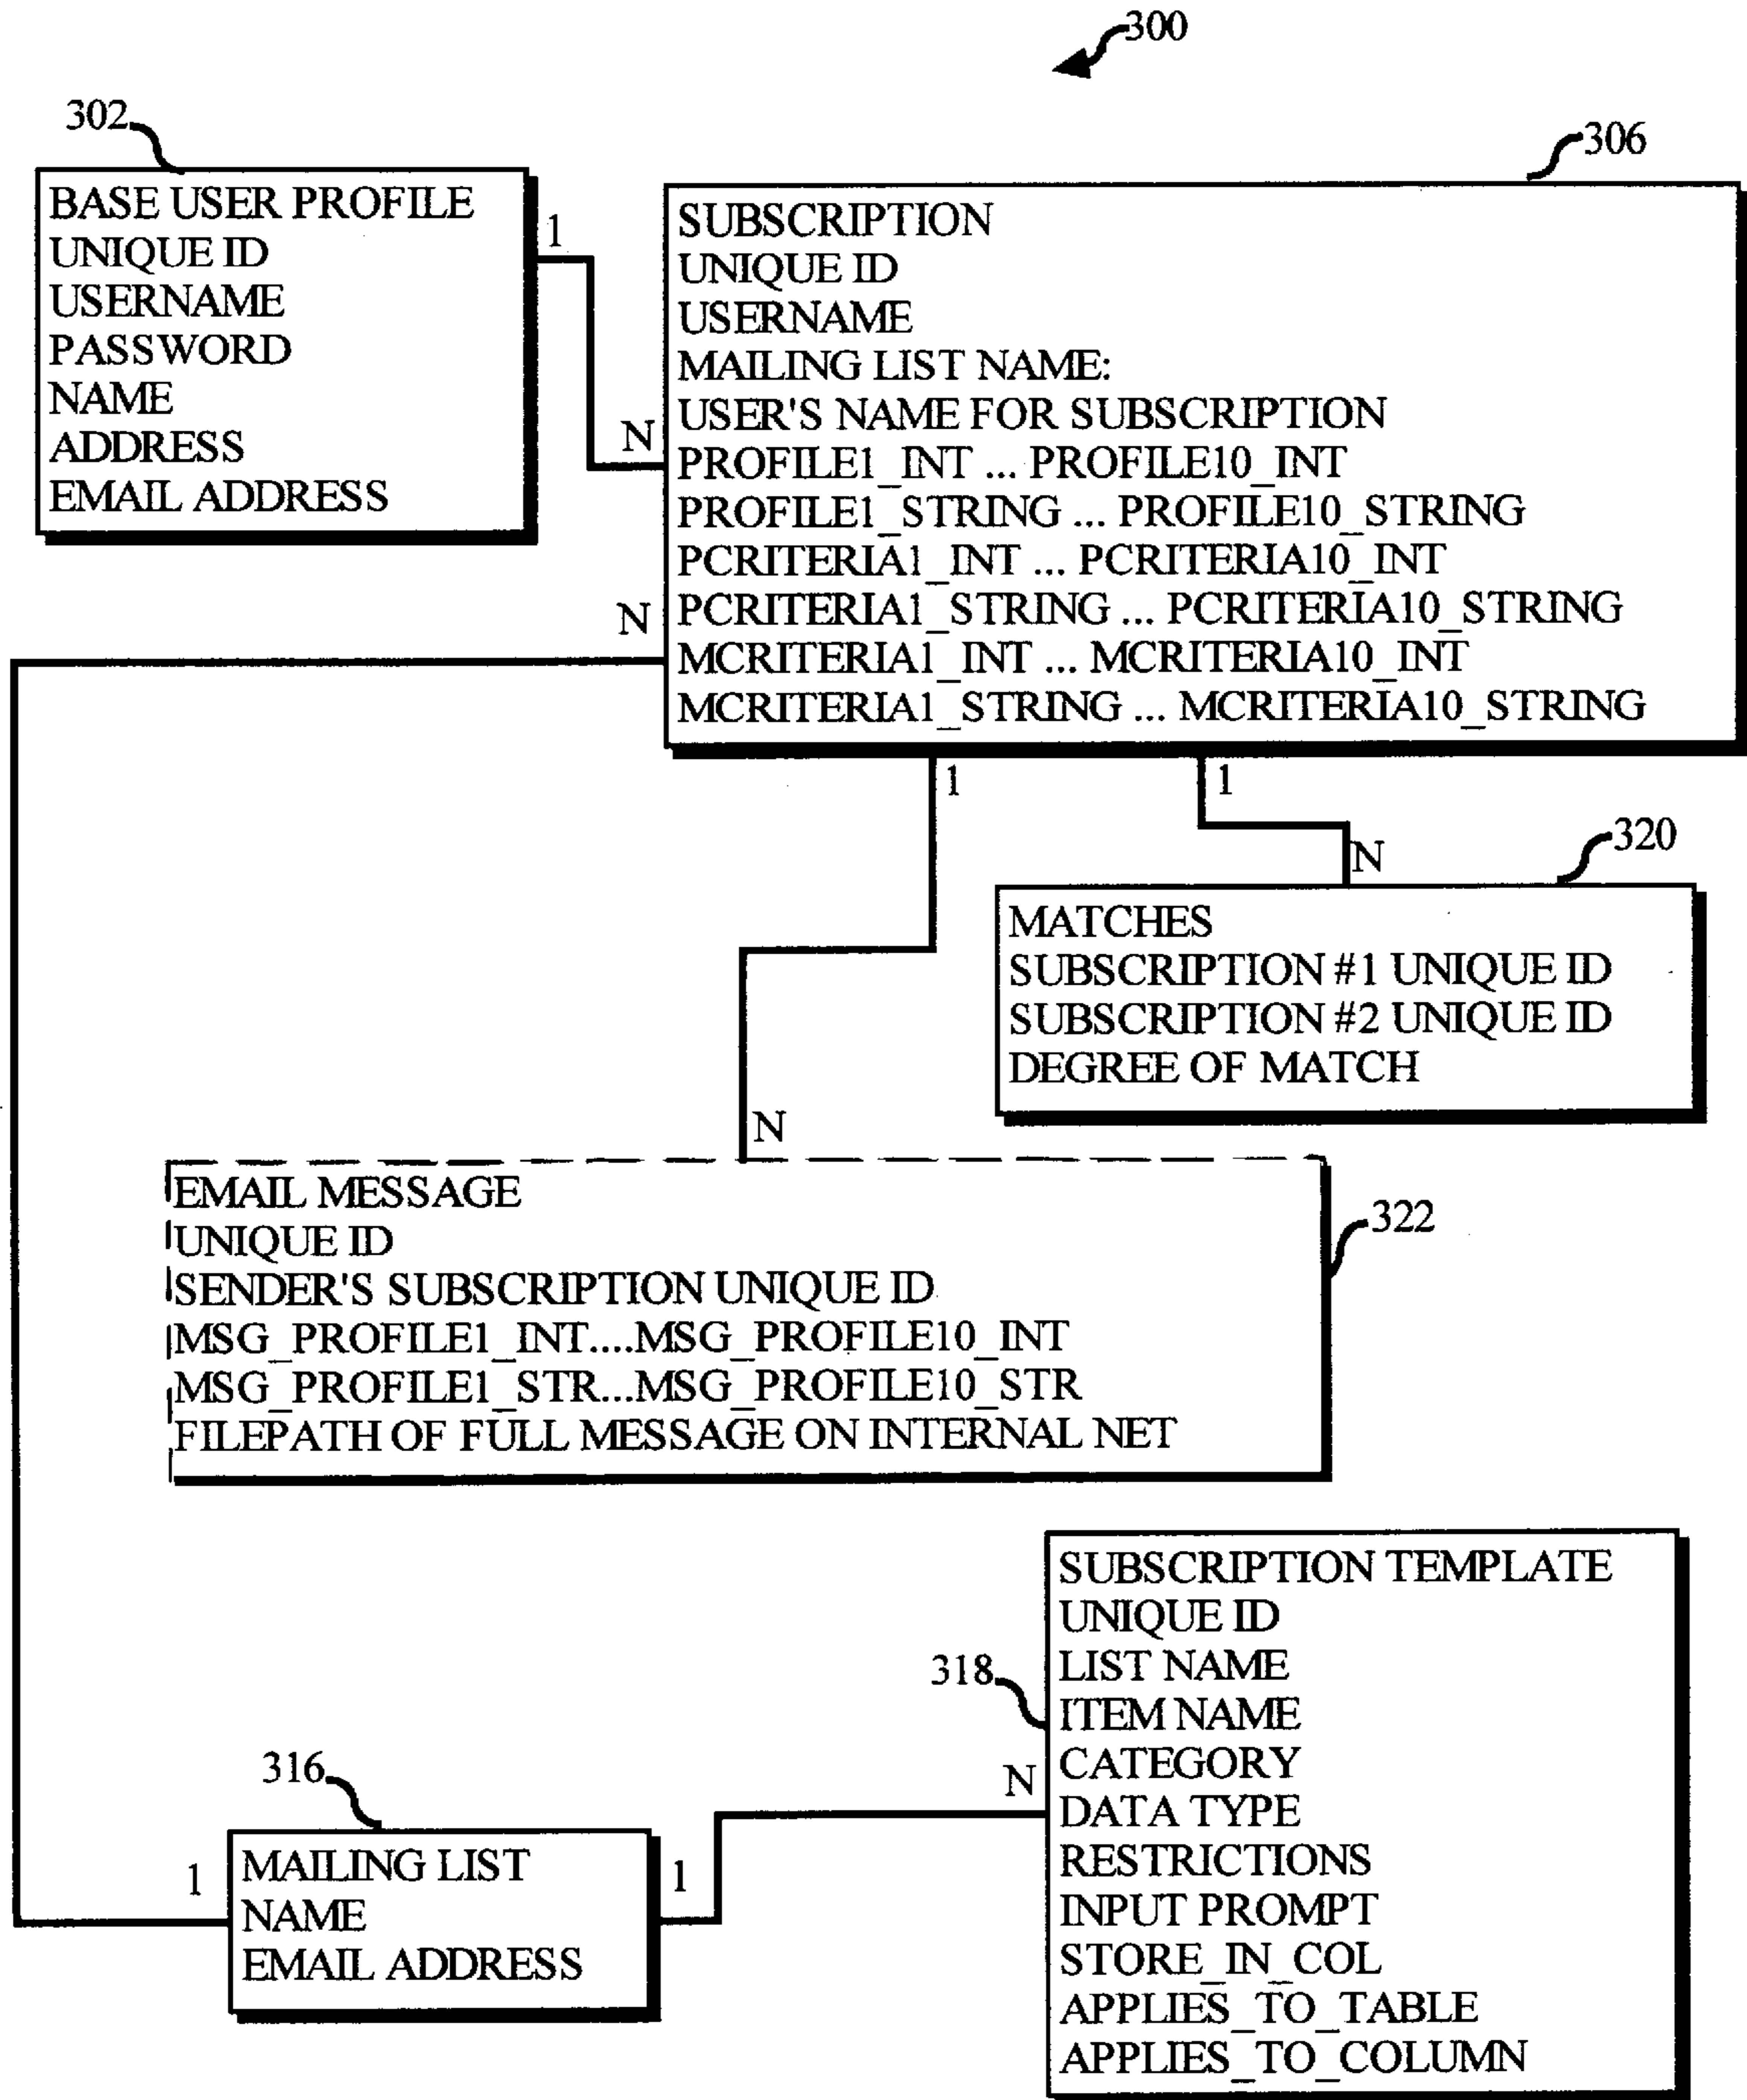 300
302
306
BASE USER PROFILE
UNIQUE ID
USERNAME
PASSWORD
NAME
ADDRESS
EMAIL ADDRESS
1
N
SUBSCRIPTION
UNIQUE ID
USERNAME
MAILING LIST NAME:
USER'S NAME FOR SUBSCRIPTION
PROFILE1_INT ... PROFILE10_INT
PROFILE1_STRING ... PROFILE10_STRING
PCRITERIA1_INT ... PCRITERIA10_INT
PCRITERIA1_STRING ... PCRITERIA10_STRING
MCRITERIA1_INT ... MCRITERIA10_INT
MCRITERIA1_STRING ... MCRITERIA10_STRING
N
1
1
N
320
MATCHES
SUBSCRIPTION #1 UNIQUE ID
SUBSCRIPTION #2 UNIQUE ID
DEGREE OF MATCH
N
EMAIL MESSAGE
UNIQUE ID
SENDER'S SUBSCRIPTION UNIQUE ID
MSG_PROFILE1_INT....MSG_PROFILE10_INT
MSG_PROFILE1_STR...MSG_PROFILE10_STR
FILEPATH OF FULL MESSAGE ON INTERNAL NET
322
318
SUBSCRIPTION TEMPLATE
UNIQUE ID
LIST NAME
ITEM NAME
CATEGORY
DATA TYPE
RESTRICTIONS
INPUT PROMPT
STORE_IN_COL
APPLIES_TO_TABLE
APPLIES_TO_COLUMN
N
316
1
MAILING LIST
NAME
EMAIL ADDRESS
1